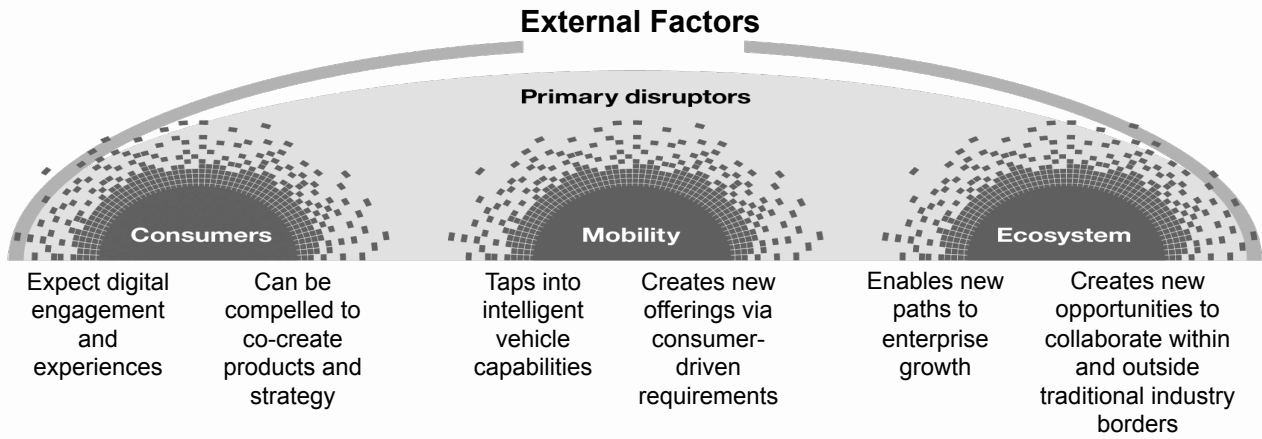 External Factors
Primary disruptors
Consumers
Mobility
Ecosystem
Expect digital
engagement
and
experiences
Can be
compelled to
co-create
products and
strategy
Taps into
intelligent
vehicle
capabilities
Creates new
offerings via
consumer-
driven
requirements
Enables new
paths to
enterprise
growth
Creates new
opportunities to
collaborate within
and outside
traditional industry
borders